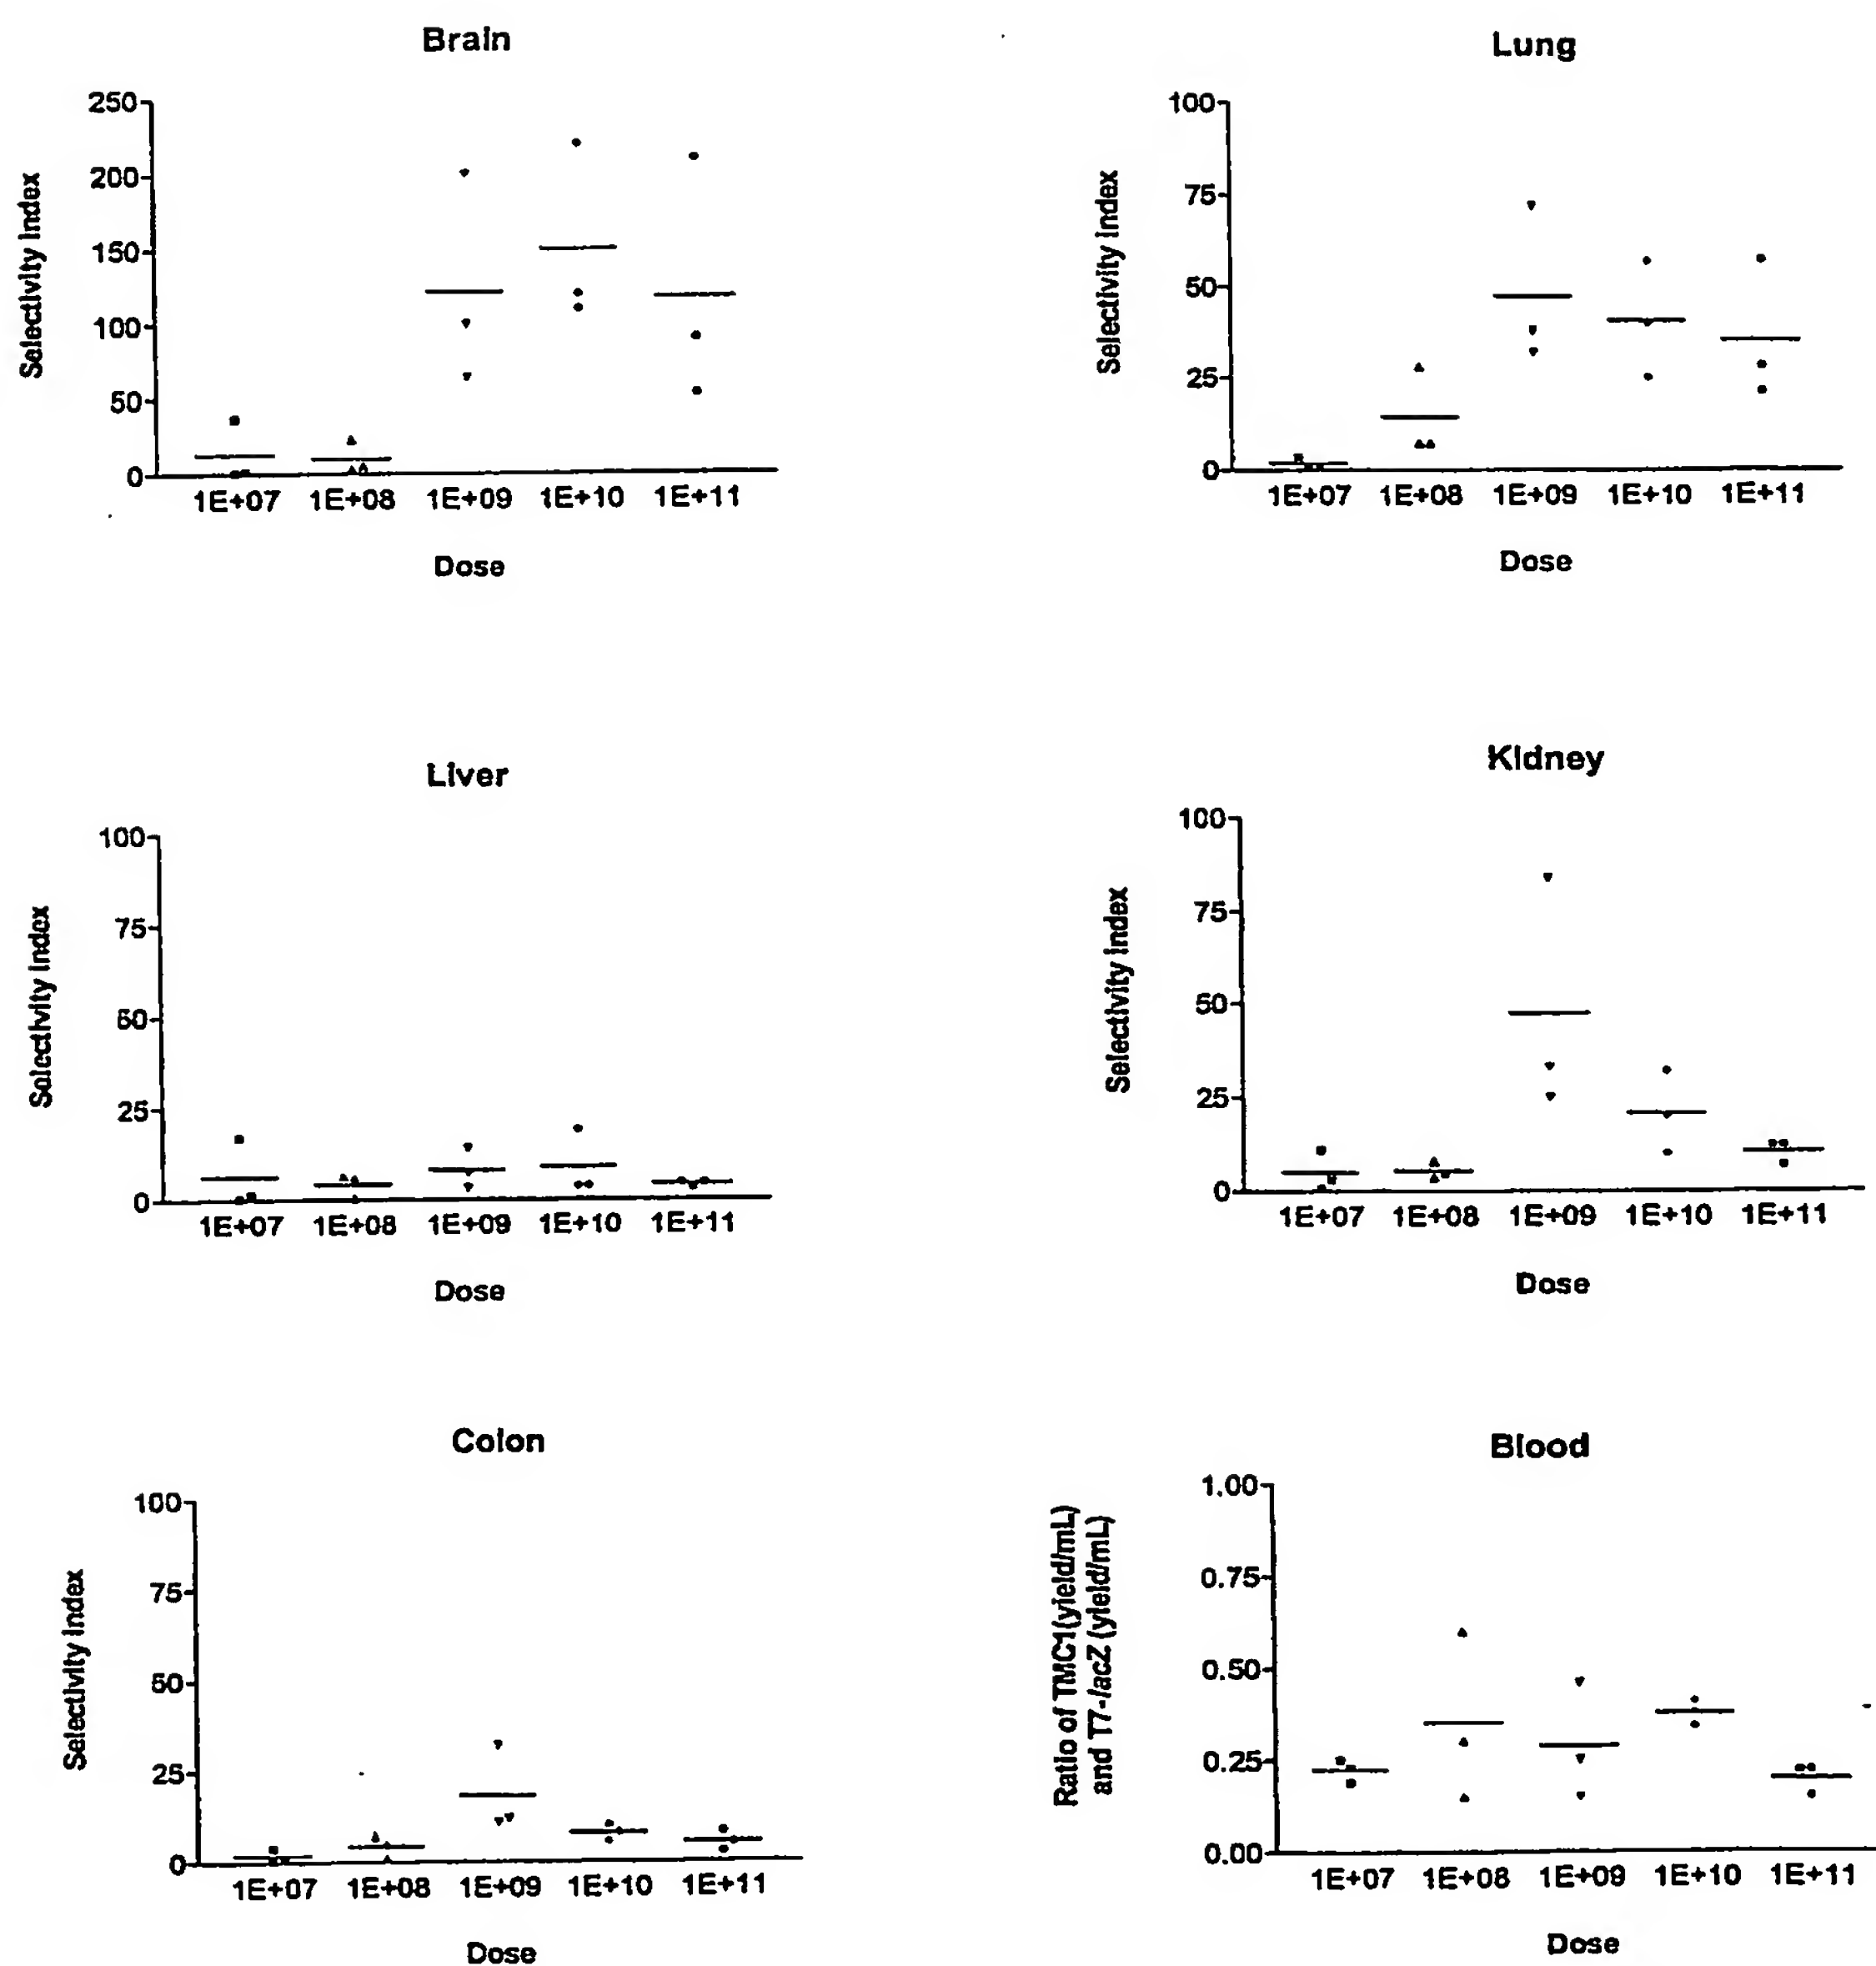 Brain
250
200
150
100
50
0
Selectivity Index
1E+07 1E+08 1E+09 1E+10 1E+11
Dose
Lung
100
75
50
25
0
Selectivity Index
1E+07 1E+08 1E+09 1E+10 1E+11
Dose
Liver
100
75
50
25
0
Selectivity Index
1E+07 1E+08 1E+09 1E+10 1E+11
Dose
Kidney
100
75
50
25
0
Selectivity Index
1E+07 1E+08 1E+09 1E+10 1E+11
Dose
Colon
100
75
50
25
0
Selectivity Index
1E+07 1E+08 1E+09 1E+10 1E+11
Dose
Blood
1.00
0.75
0.50
0.25
0.00
Ratio of TMC1(yield/mL)
and T7-lacZ (yield/mL)
1E+07 1E+08 1E+09 1E+10 1E+11
Dose